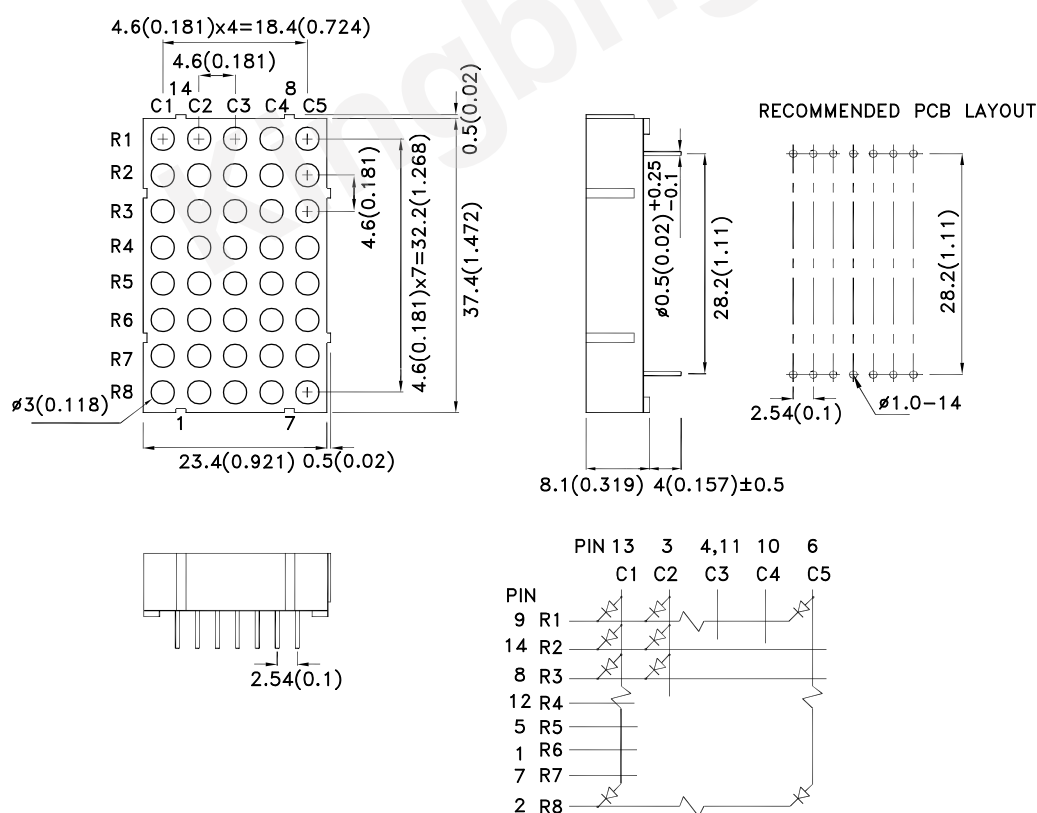 4.6(0.181)x4=18.4(0.724)
4.6(0.181)
14 8
C1 C2 C3 C4 C5
R1
R2
R3
R4
R5
R6
R7
R8
ø3(0.118)
1 7
23.4(0.921) 0.5(0.02)
4.6(0.181)
4.6(0.181)x7=32.2(1.268)
0.5(0.02)
37.4(1.472)
ø0.5(0.02) +0.25 -0.1
28.2(1.11)
8.1(0.319) 4(0.157)±0.5
RECOMMENDED PCB LAYOUT
28.2(1.11)
2.54(0.1)
ø1.0-14
2.54(0.1)
PIN 13 3 4,11 10 6
C1 C2 C3 C4 C5
PIN
9 R1
14 R2
8 R3
12 R4
5 R5
1 R6
7 R7
2 R8